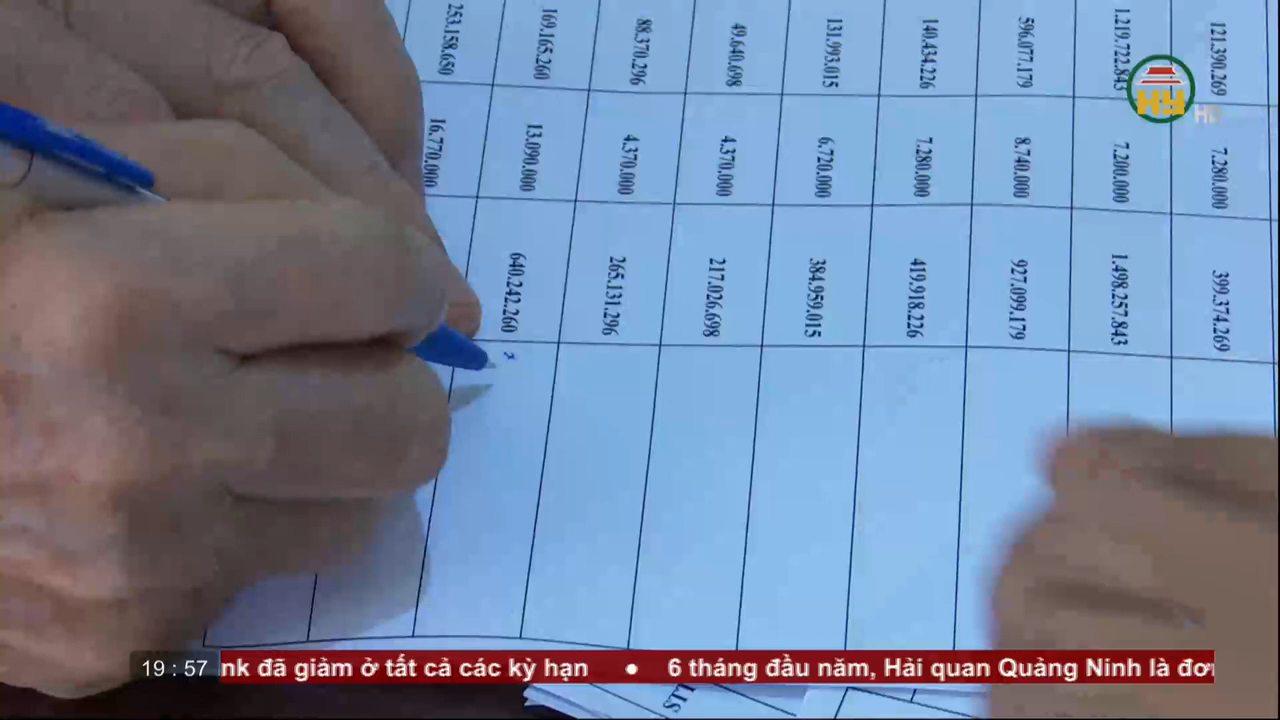 121.390.269 7.280.000 399.374.269
1.219.722.843 7.200.000 1.498.257.843
596.077.179 8.740.000 927.099.179
140.434.226 7.280.000 419.918.226
131.993.015 6.720.000 384.959.015
49.640.698 4.370.000 217.026.698
88.370.296 4.370.000 265.131.296
169.165.260 13.090.000 640.242.260
253.158.650 16.770.000
19 : 57 nk đã giảm ở tất cả các kỳ hạn ● 6 tháng đầu năm, Hải quan Quảng Ninh là đơ